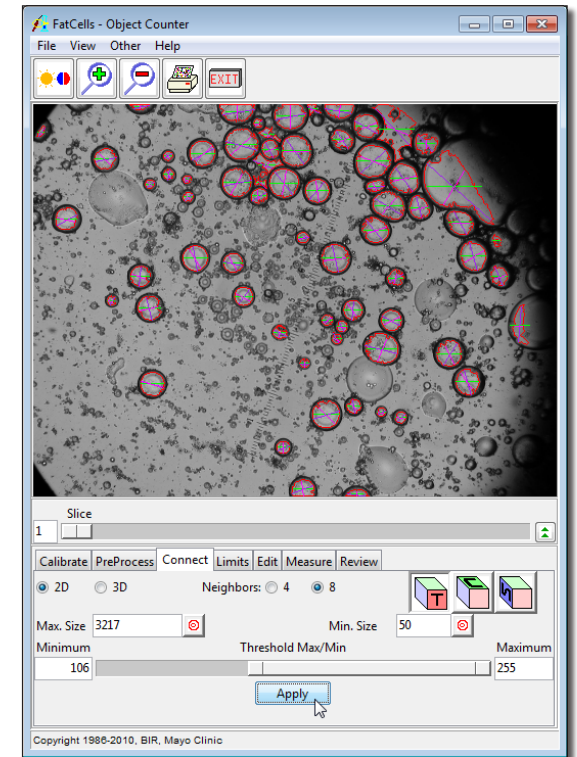 FatCells - Object Counter
File View Other Help
EXIT
Slice
1
Calibrate PreProcess Connect Limits Edit Measure Review
2D 3D Neighbors: 4 8 T
Max. Size 3217 Min. Size 50
Minimum Threshold Max/Min Maximum
106 255
Apply
Copyright 1986-2010, BIR, Mayo Clinic